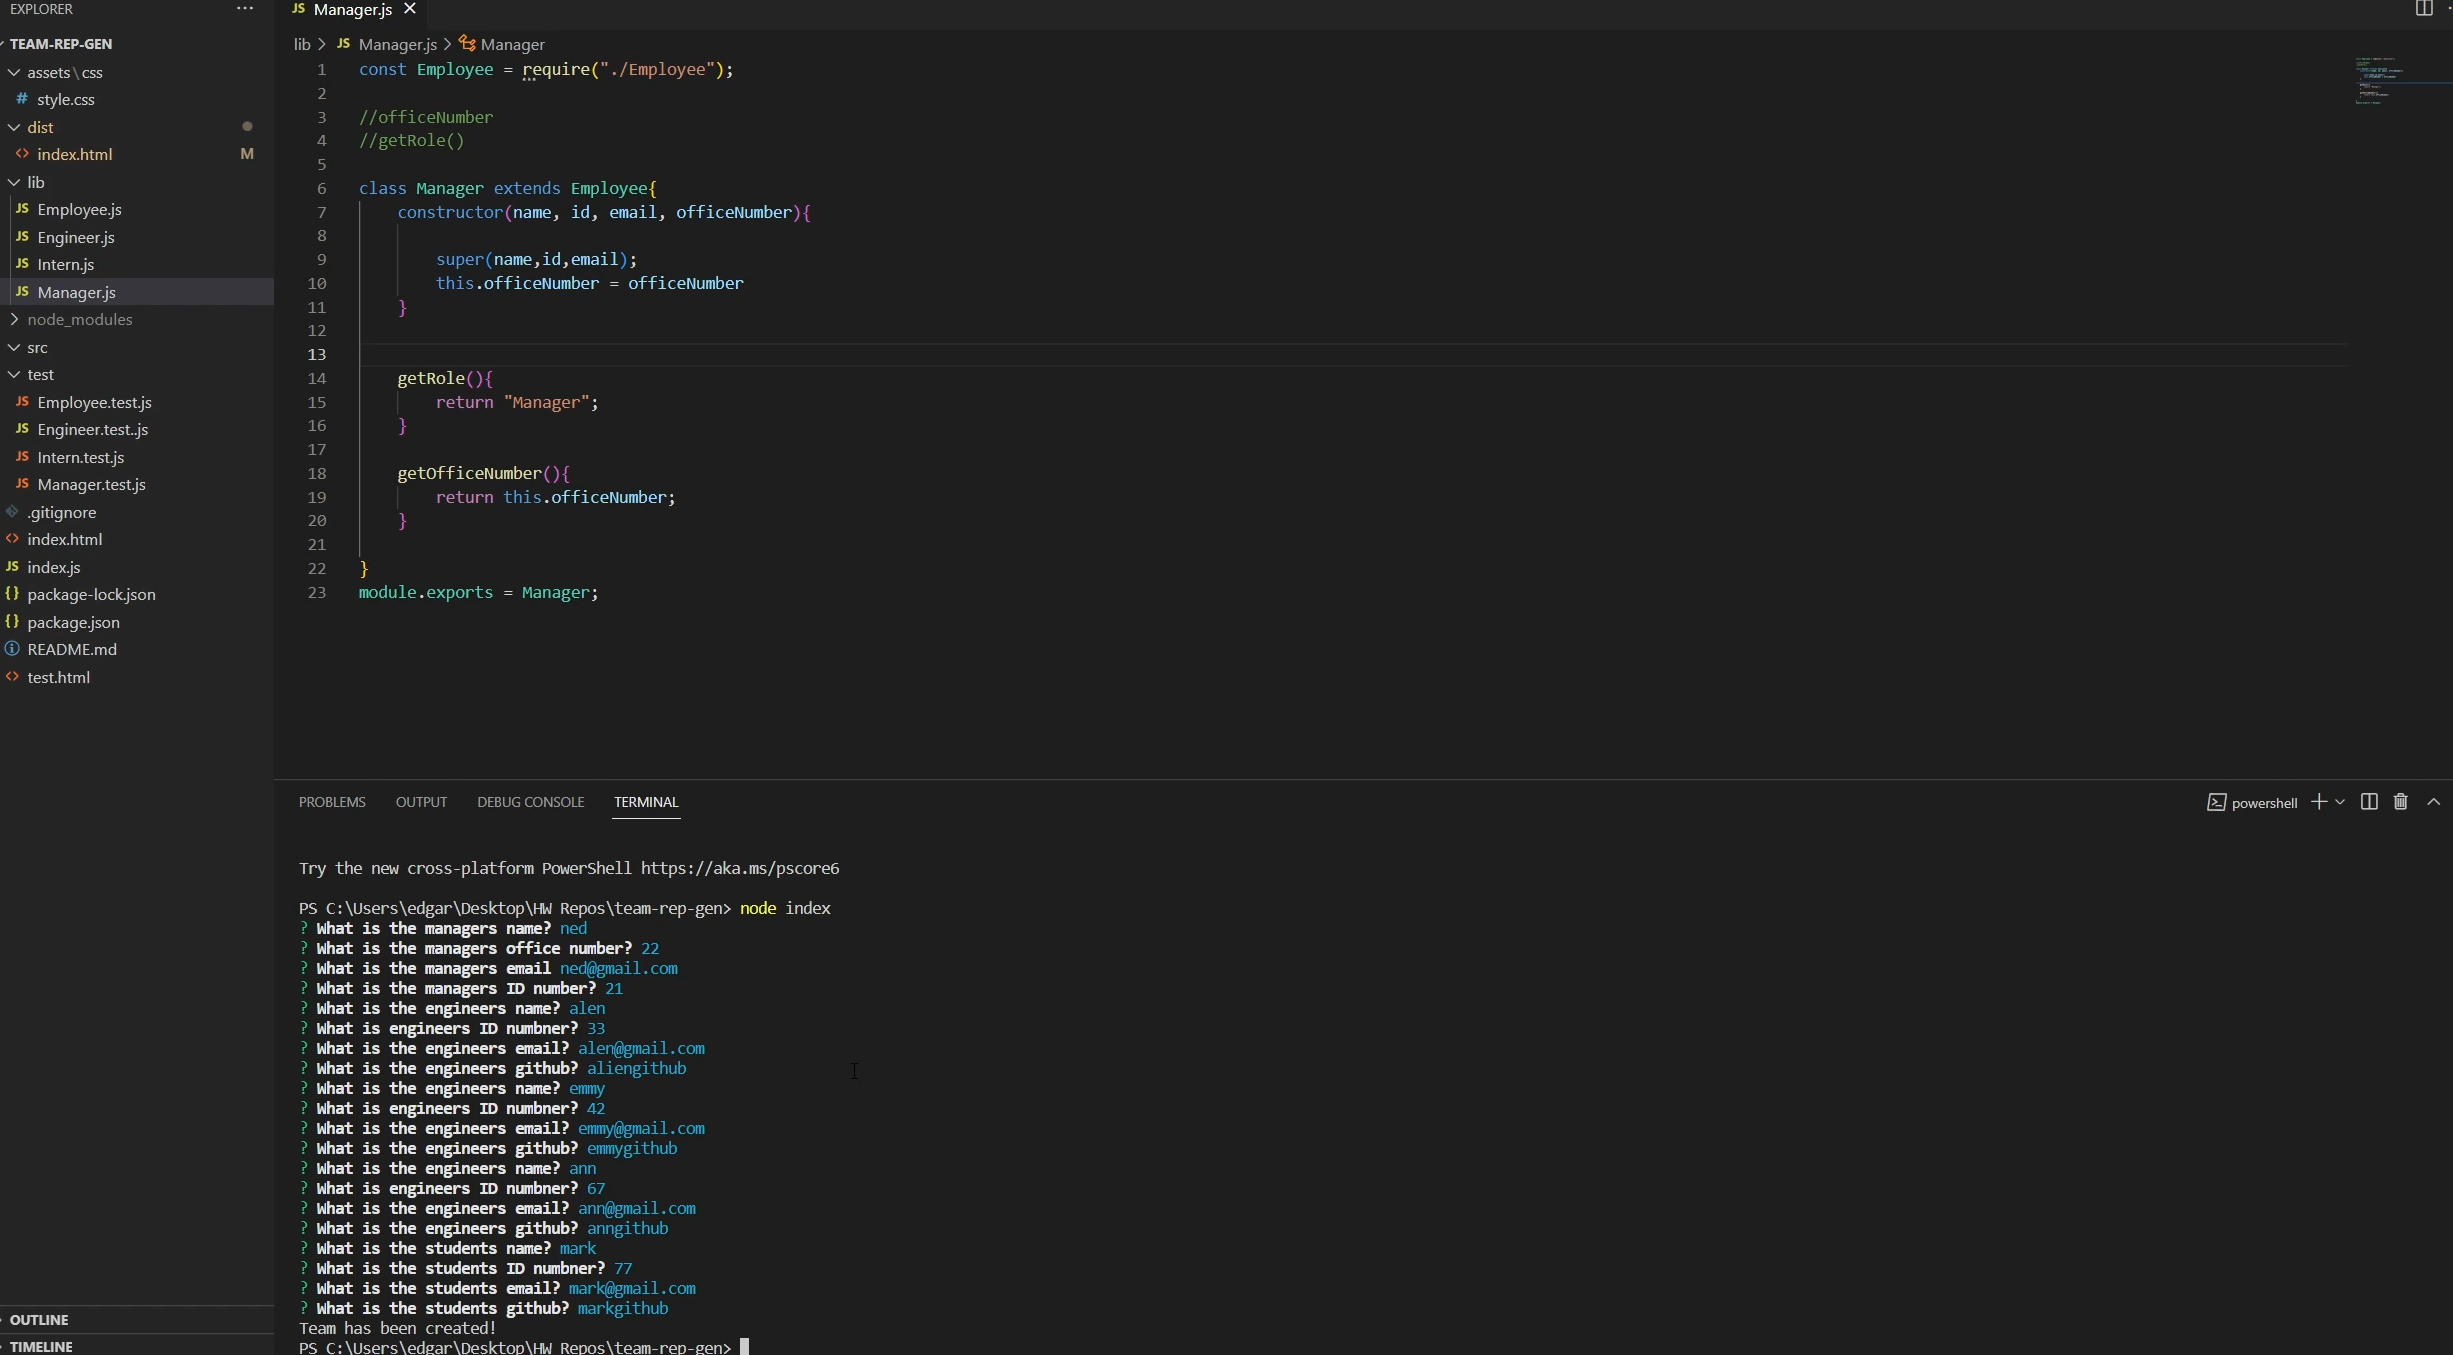 EXPLORER
TEAM-REP-GEN
assets\css
# style.css
dist
<> index.html M
lib
JS Employee.js
JS Engineer.js
JS Intern.js
JS Manager.js
node_modules
src
test
JS Employee.test.js
JS Engineer.test..js
JS Intern.test.js
JS Manager.test.js
.gitignore
<> index.html
JS index.js
{} package-lock.json
{} package.json
README.md
<> test.html
OUTLINE
TIMELINE
JS Manager.js
lib > JS Manager.js > Manager
1 const Employee = require("./Employee");
2
3 //officeNumber
4 //getRole()
5
6 class Manager extends Employee{
7 constructor(name, id, email, officeNumber){
8
9 super(name,id,email);
10 this.officeNumber = officeNumber
11 }
12
13
14 getRole(){
15 return "Manager";
16 }
17
18 getOfficeNumber(){
19 return this.officeNumber;
20 }
21
22 }
23 module.exports = Manager;
PROBLEMS OUTPUT DEBUG CONSOLE TERMINAL powershell
Try the new cross-platform PowerShell https://aka.ms/pscore6
PS C:\Users\edgar\Desktop\HW Repos\team-rep-gen> node index
? What is the managers name? ned
? What is the managers office number? 22
? What is the managers email ned@gmail.com
? What is the managers ID number? 21
? What is the engineers name? alen
? What is engineers ID numbner? 33
? What is the engineers email? alen@gmail.com
? What is the engineers github? aliengithub
? What is the engineers name? emmy
? What is engineers ID numbner? 42
? What is the engineers email? emmy@gmail.com
? What is the engineers github? emmygithub
? What is the engineers name? ann
? What is engineers ID numbner? 67
? What is the engineers email? ann@gmail.com
? What is the engineers github? anngithub
? What is the students name? mark
? What is the students ID numbner? 77
? What is the students email? mark@gmail.com
? What is the students github? markgithub
Team has been created!
PS C:\Users\edgar\Desktop\HW Repos\team-rep-gen>